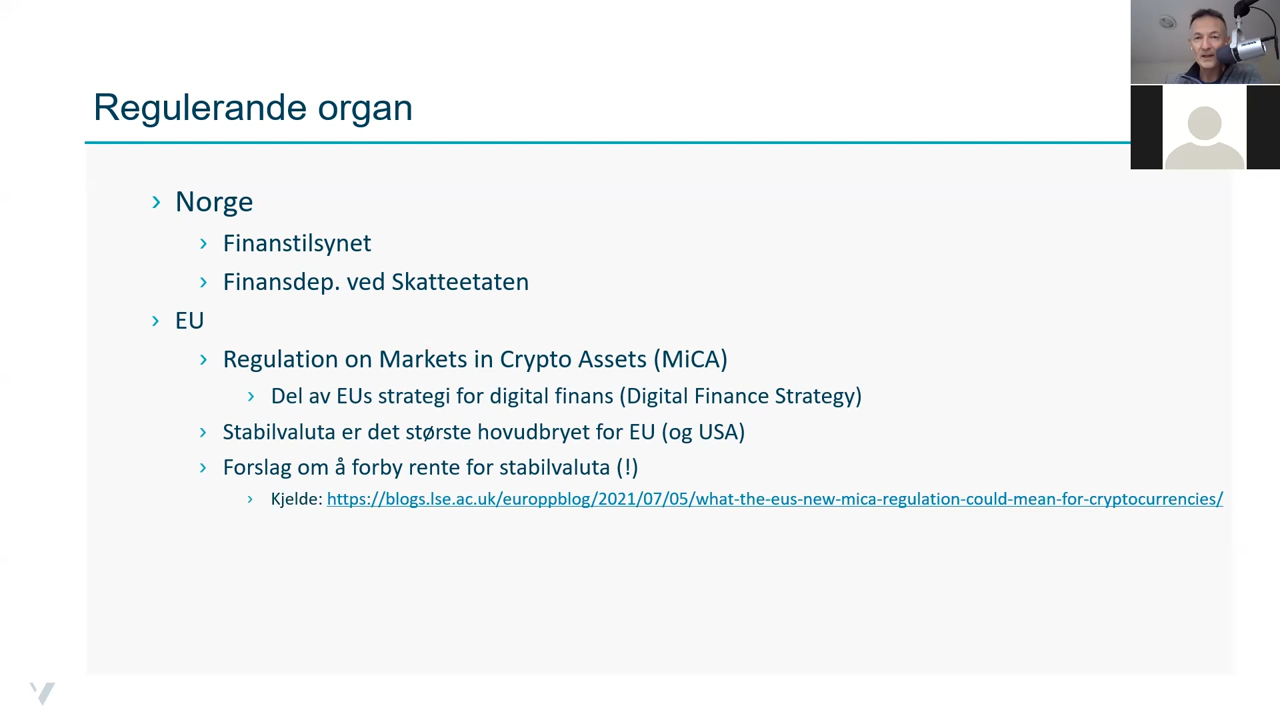 Regulerande organ
› Norge
› Finanstilsynet
› Finansdep. ved Skatteetaten
› EU
› Regulation on Markets in Crypto Assets (MiCA)
› Del av EUs strategi for digital finans (Digital Finance Strategy)
› Stabilvaluta er det største hovudbryet for EU (og USA)
› Forslag om å forby rente for stabilvaluta (!)
› Kjelde: https://blogs.lse.ac.uk/europpblog/2021/07/05/what-the-eus-new-mica-regulation-could-mean-for-cryptocurrencies/